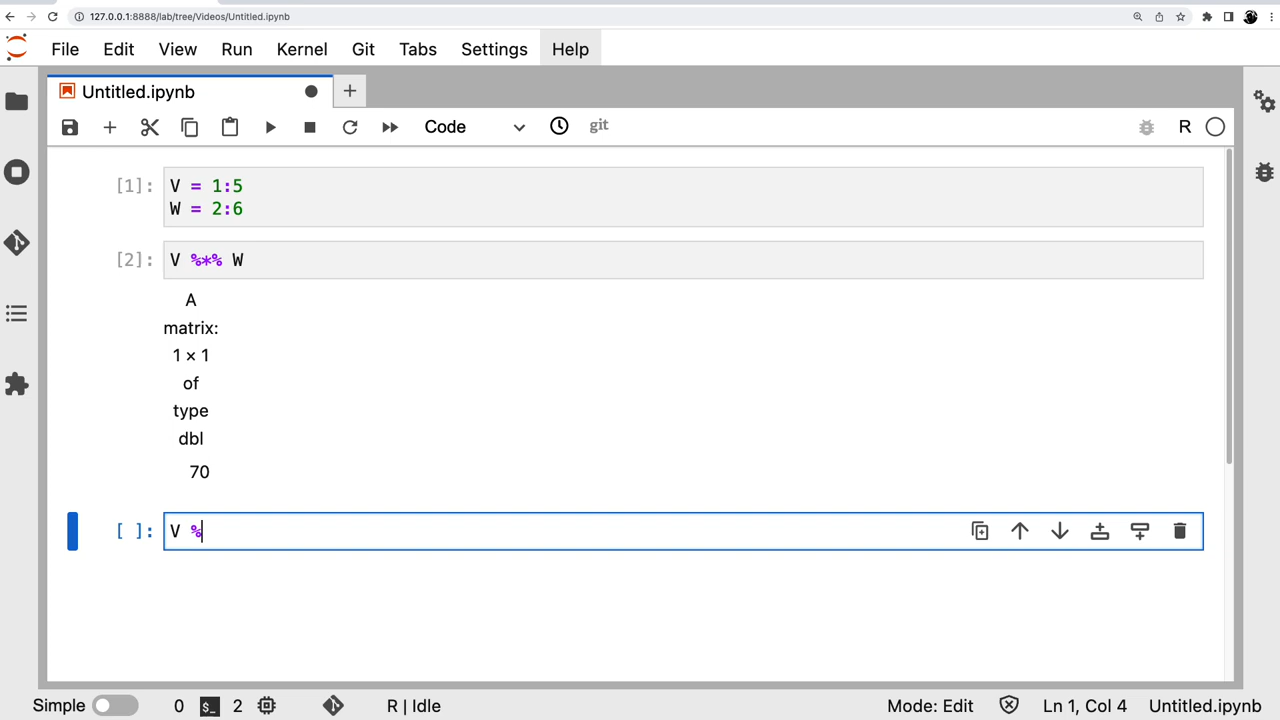 127.0.0.1:8888/lab/tree/Videos/Untitled.ipynb
File Edit View Run Kernel Git Tabs Settings Help
Untitled.ipynb
Code git R
[1]: V = 1:5
W = 2:6
[2]: V %*% W
A
matrix:
1 × 1
of
type
dbl
70
[ ]: V %
Simple 0 $_ 2 R | Idle Mode: Edit Ln 1, Col 4 Untitled.ipynb